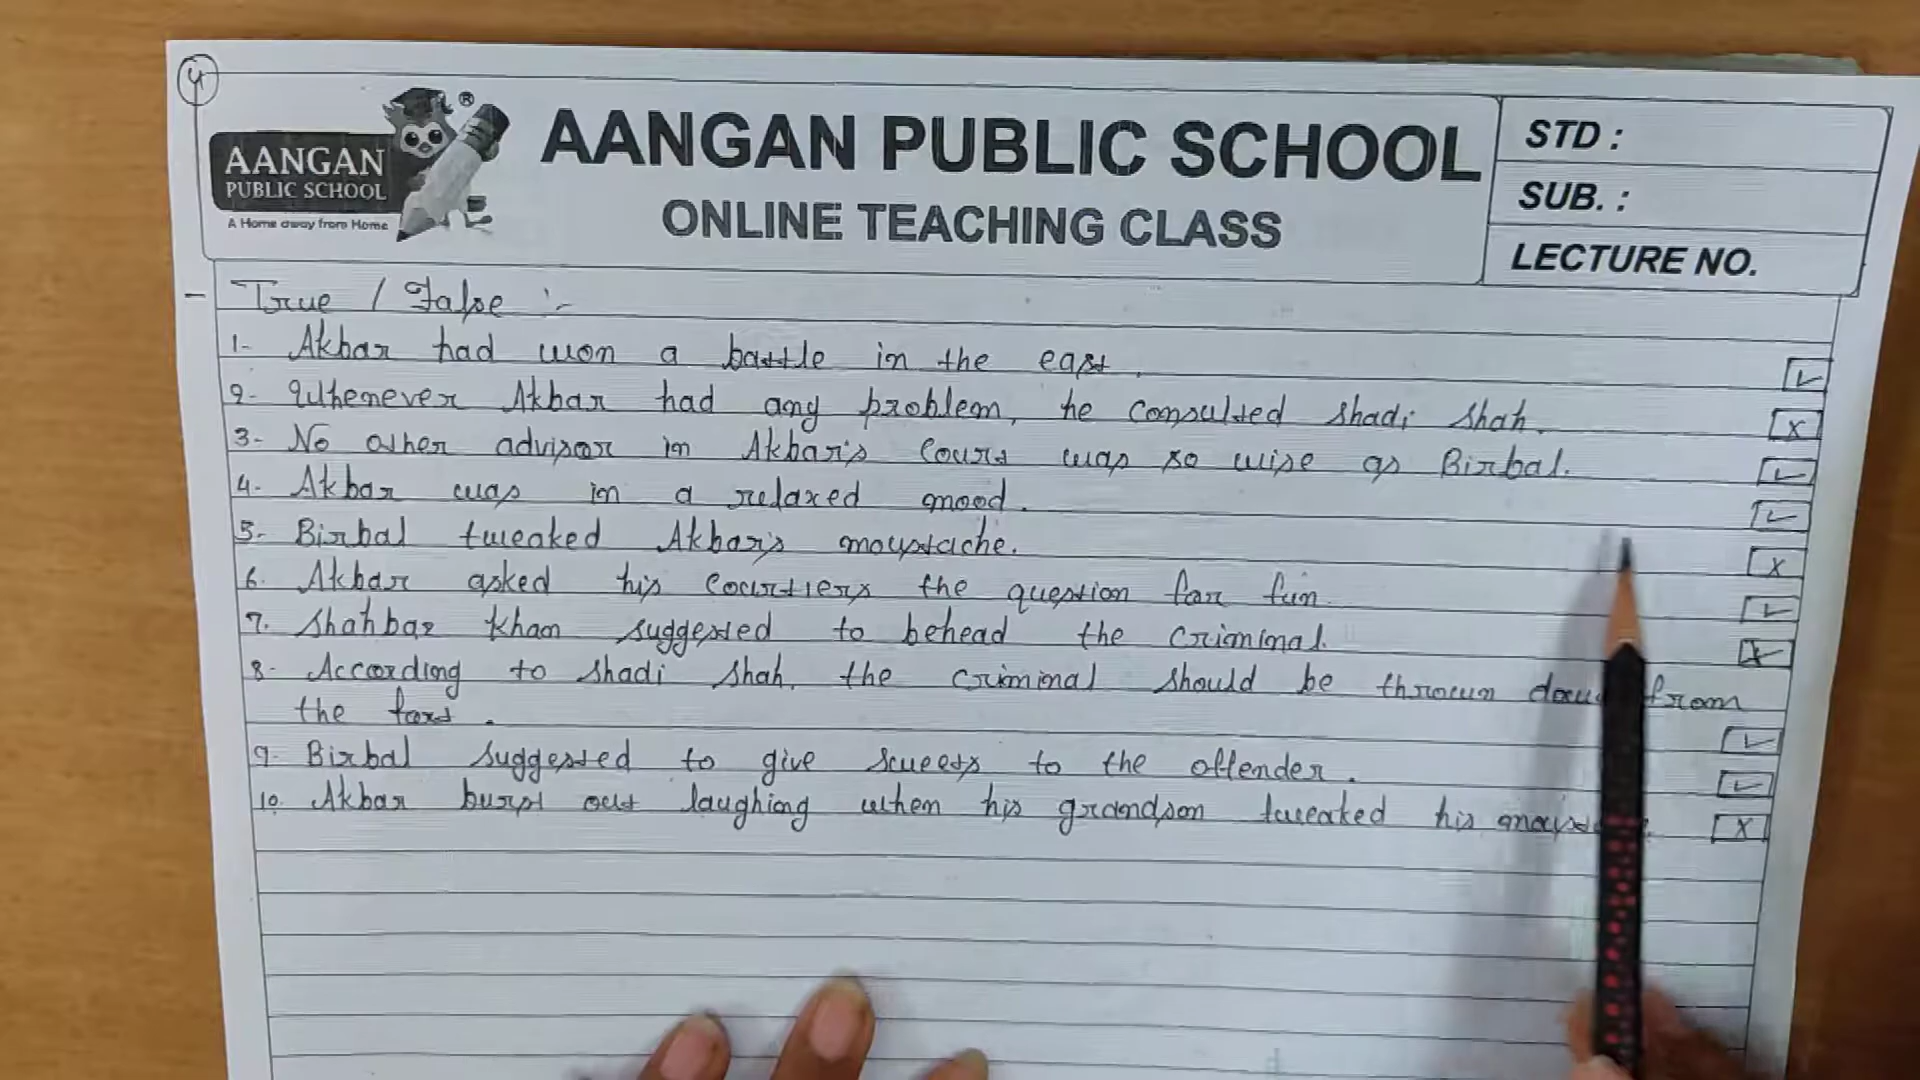 4
AANGAN
PUBLIC SCHOOL
A Home away from Home
®
AANGAN PUBLIC SCHOOL
ONLINE TEACHING CLASS
STD :
SUB. :
LECTURE NO.
- True / False :-
1- Akbar had won a battle in the east. ✓
2- Whenever Akbar had any problem, he consulted Shadi Shah. x
3- No other advisor in Akbar's Court was so wise as Birbal. ✓
4- Akbar was in a relaxed mood. ✓
5- Birbal tweaked Akbar's moustache. x
6. Akbar asked his courtiers the question for fun. ✓
7. Shahbaz Khan suggested to behead the criminal.
8- According to Shadi Shah, the criminal should be thrown from
the fort. ✓
9- Birbal suggested to give sweets to the offender. ✓
10. Akbar burst out laughing when his grandson tweaked his x